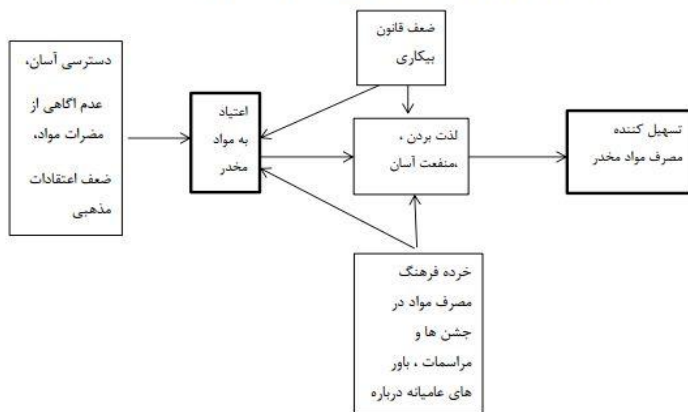 دسترسی آسان،
عدم اگاهی از
مضرات مواد،
ضعف اعتقادات
مذهبی
اعتیاد
به مواد
مخدر
ضعف قانون
بیکاری
لذت بردن ،
،منفعت آسان
تسهیل کننده
مصرف مواد مخدر
خرده فرهنگ
مصرف مواد در
جشن ها و
مراسمات ، باور
های عامیانه درباره